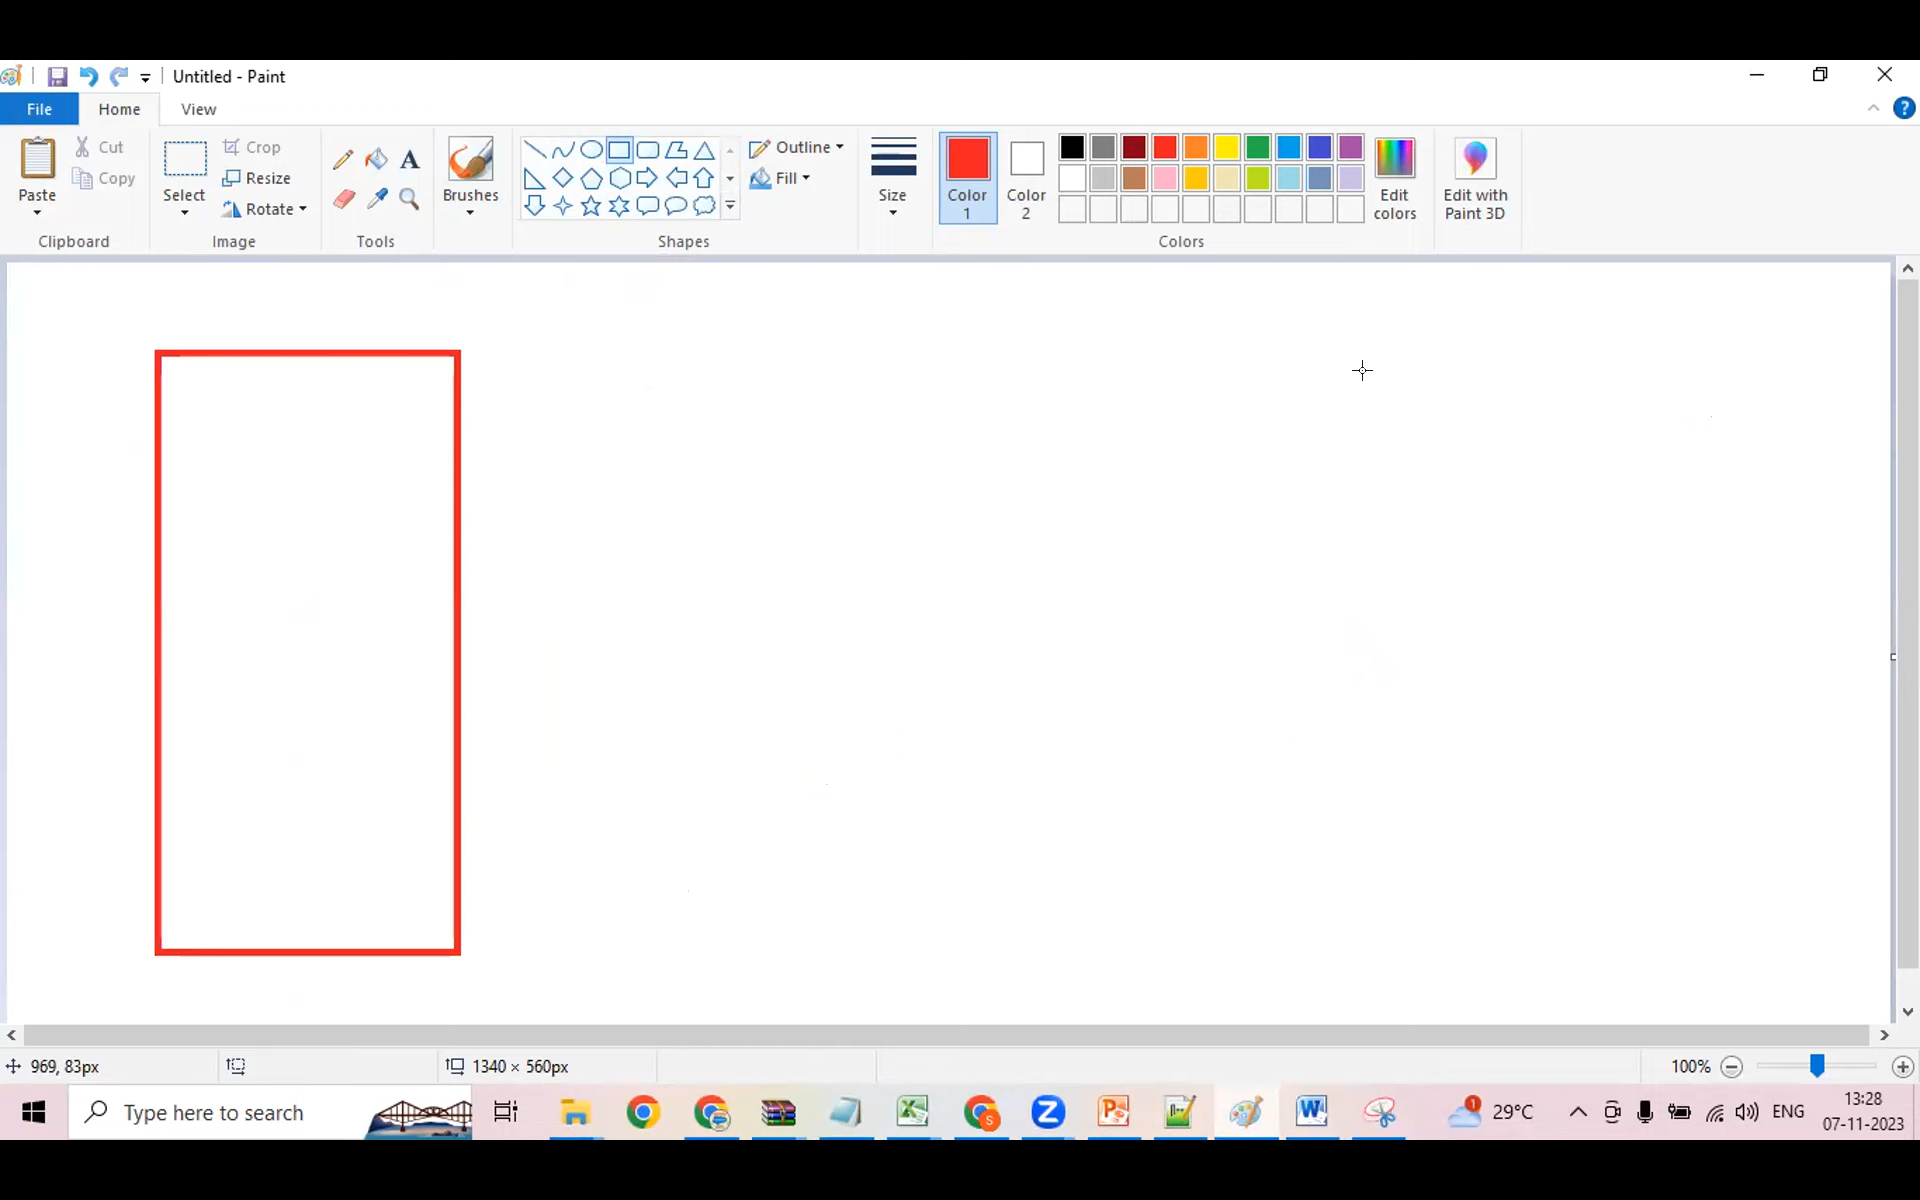 Untitled - Paint
File Home View
Paste Cut Copy Clipboard
Select Crop Resize Rotate Image
Tools
Brushes
Outline Fill Shapes
Size
Color 1 Color 2 Edit colors Colors
Edit with Paint 3D
969, 83px 1340 × 560px 100%
Type here to search 29°C ENG 13:28
07-11-2023